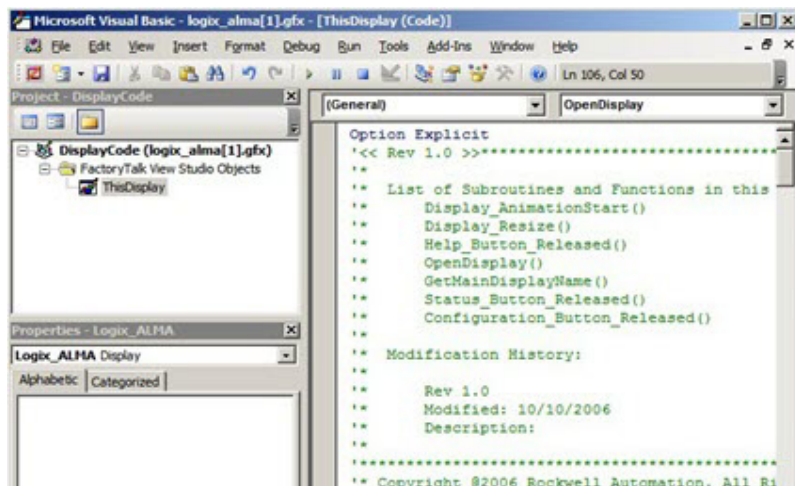 Microsoft Visual Basic - logix_alma[1].gfx - [ThisDisplay (Code)]
File Edit View Insert Format Debug Run Tools Add-Ins Window Help
Ln 106, Col 50
Project - DisplayCode
DisplayCode (logix_alma[1].gfx)
FactoryTalk View Studio Objects
ThisDisplay
Properties - Logix_ALMA
Logix_ALMA Display
Alphabetic Categorized
(General) OpenDisplay
Option Explicit
'<< Rev 1.0 >>***********************************
'*
'* List of Subroutines and Functions in this
'* Display_AnimationStart()
'* Display_Resize()
'* Help_Button_Released()
'* OpenDisplay()
'* GetMainDisplayName()
'* Status_Button_Released()
'* Configuration_Button_Released()
'*
'* Modification History:
'*
'* Rev 1.0
'* Modified: 10/10/2006
'* Description:
'*
'************************************************
'* Copyright @2006 Rockwell Automation, All Ri